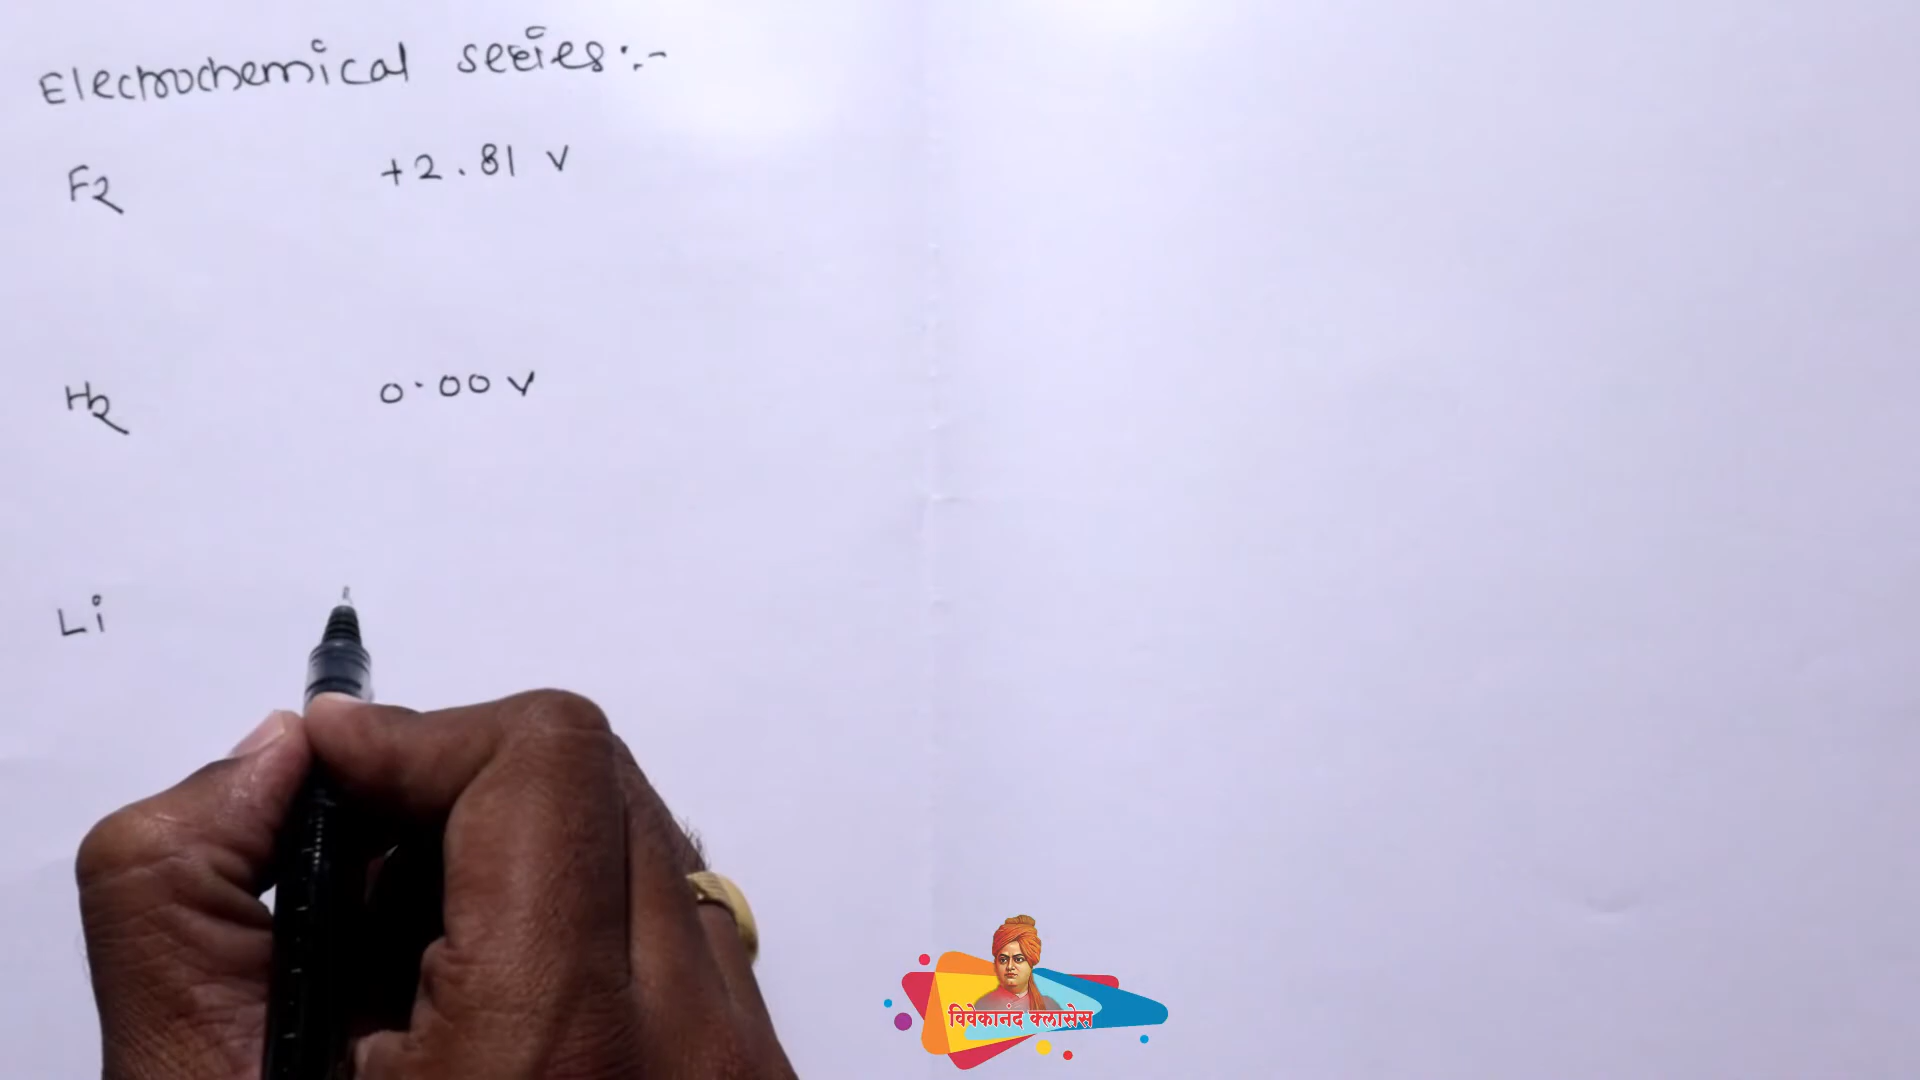 Electrochemical series:-
F2 +2.81 V
H2 0.00 V
Li
विवेकानंद क्लासेस